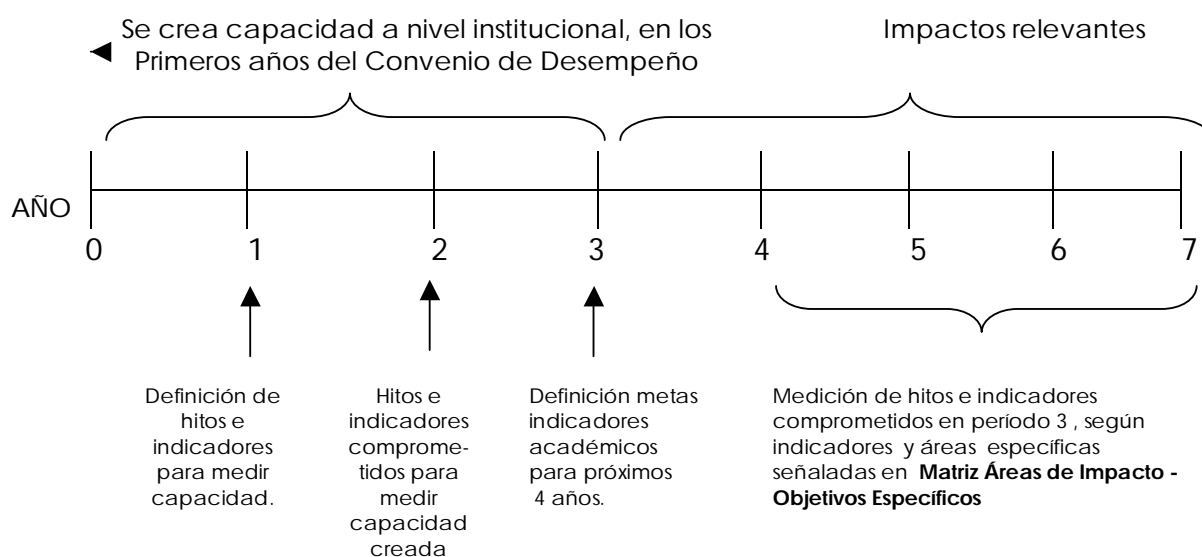 Se crea capacidad a nivel institucional, en los
Primeros años del Convenio de Desempeño
Impactos relevantes
AÑO
0 1 2 3 4 5 6 7
Definición de
hitos e
indicadores
para medir
capacidad.
Hitos e
indicadores
comprome-
tidos para
medir
capacidad
creada
Definición metas
indicadores
académicos
para próximos
4 años.
Medición de hitos e indicadores
comprometidos en período 3 , según
indicadores y áreas específicas
señaladas en Matriz Áreas de Impacto -
Objetivos Específicos